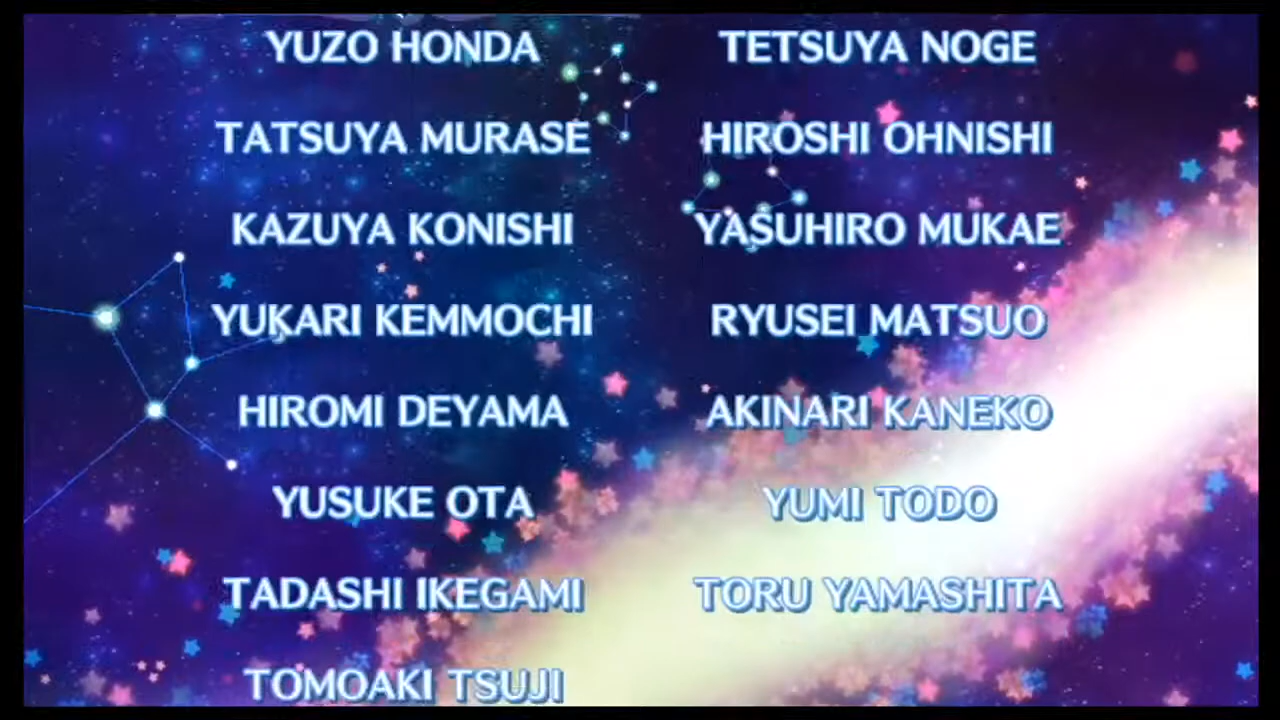 YUZO HONDA
TETSUYA NOGE
TATSUYA MURASE
HIROSHI OHNISHI
KAZUYA KONISHI
YASUHIRO MUKAE
YUKARI KEMMOCHI
RYUSEI MATSUO
HIROMI DEYAMA
AKINARI KANEKO
YUSUKE OTA
YUMI TODO
TADASHI IKEGAMI
TORU YAMASHITA
TOMOAKI TSUJI